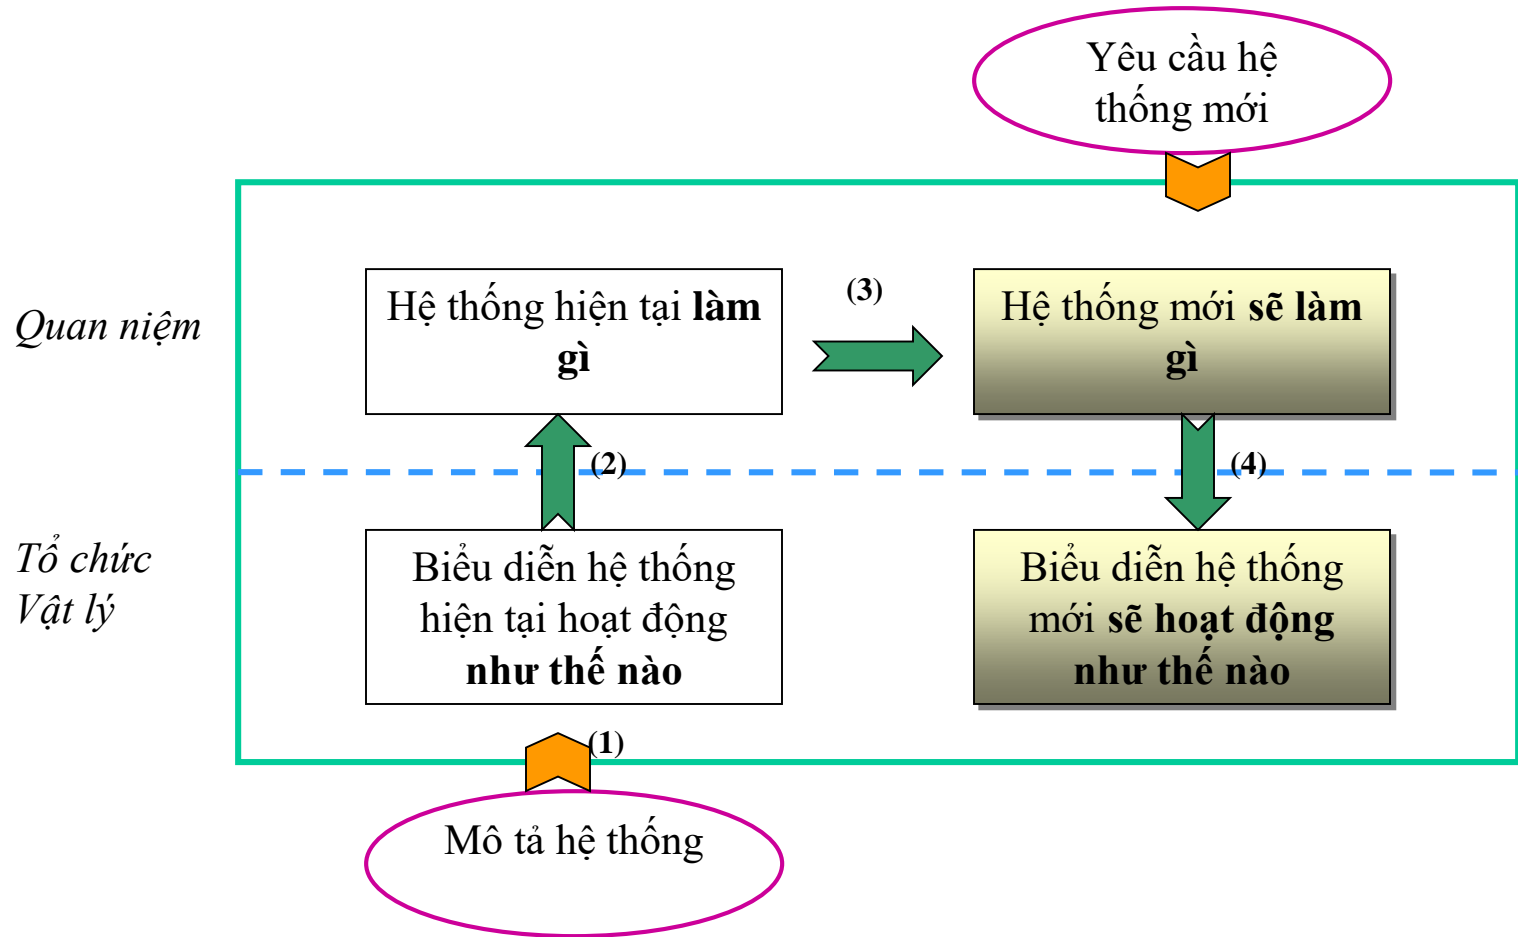 Yêu cầu hệ
thống mới
Quan niệm
Hệ thống hiện tại làm
gì
(3)
Hệ thống mới sẽ làm
gì
(2)
(4)
Tổ chức
Vật lý
Biểu diễn hệ thống
hiện tại hoạt động
như thế nào
Biểu diễn hệ thống
mới sẽ hoạt động
như thế nào
(1)
Mô tả hệ thống